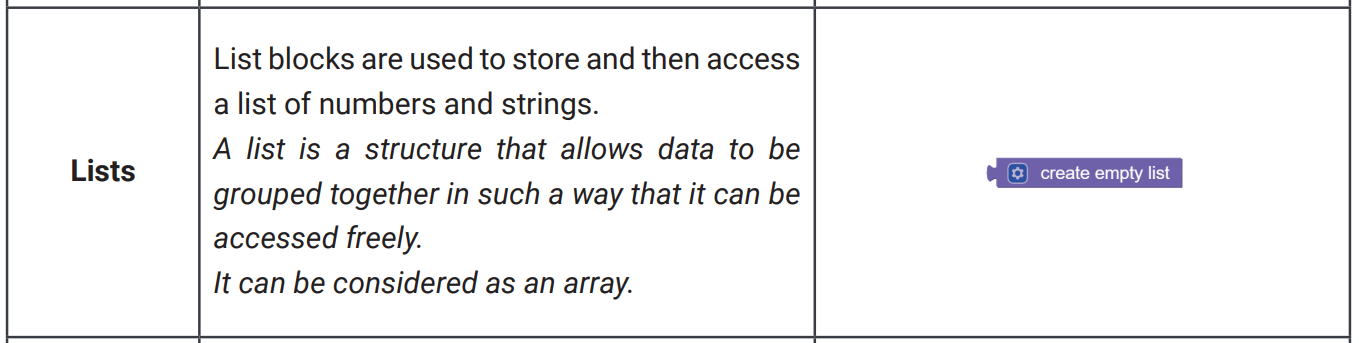 Lists
List blocks are used to store and then access
a list of numbers and strings.
A list is a structure that allows data to be
grouped together in such a way that it can be
accessed freely.
It can be considered as an array.
create empty list